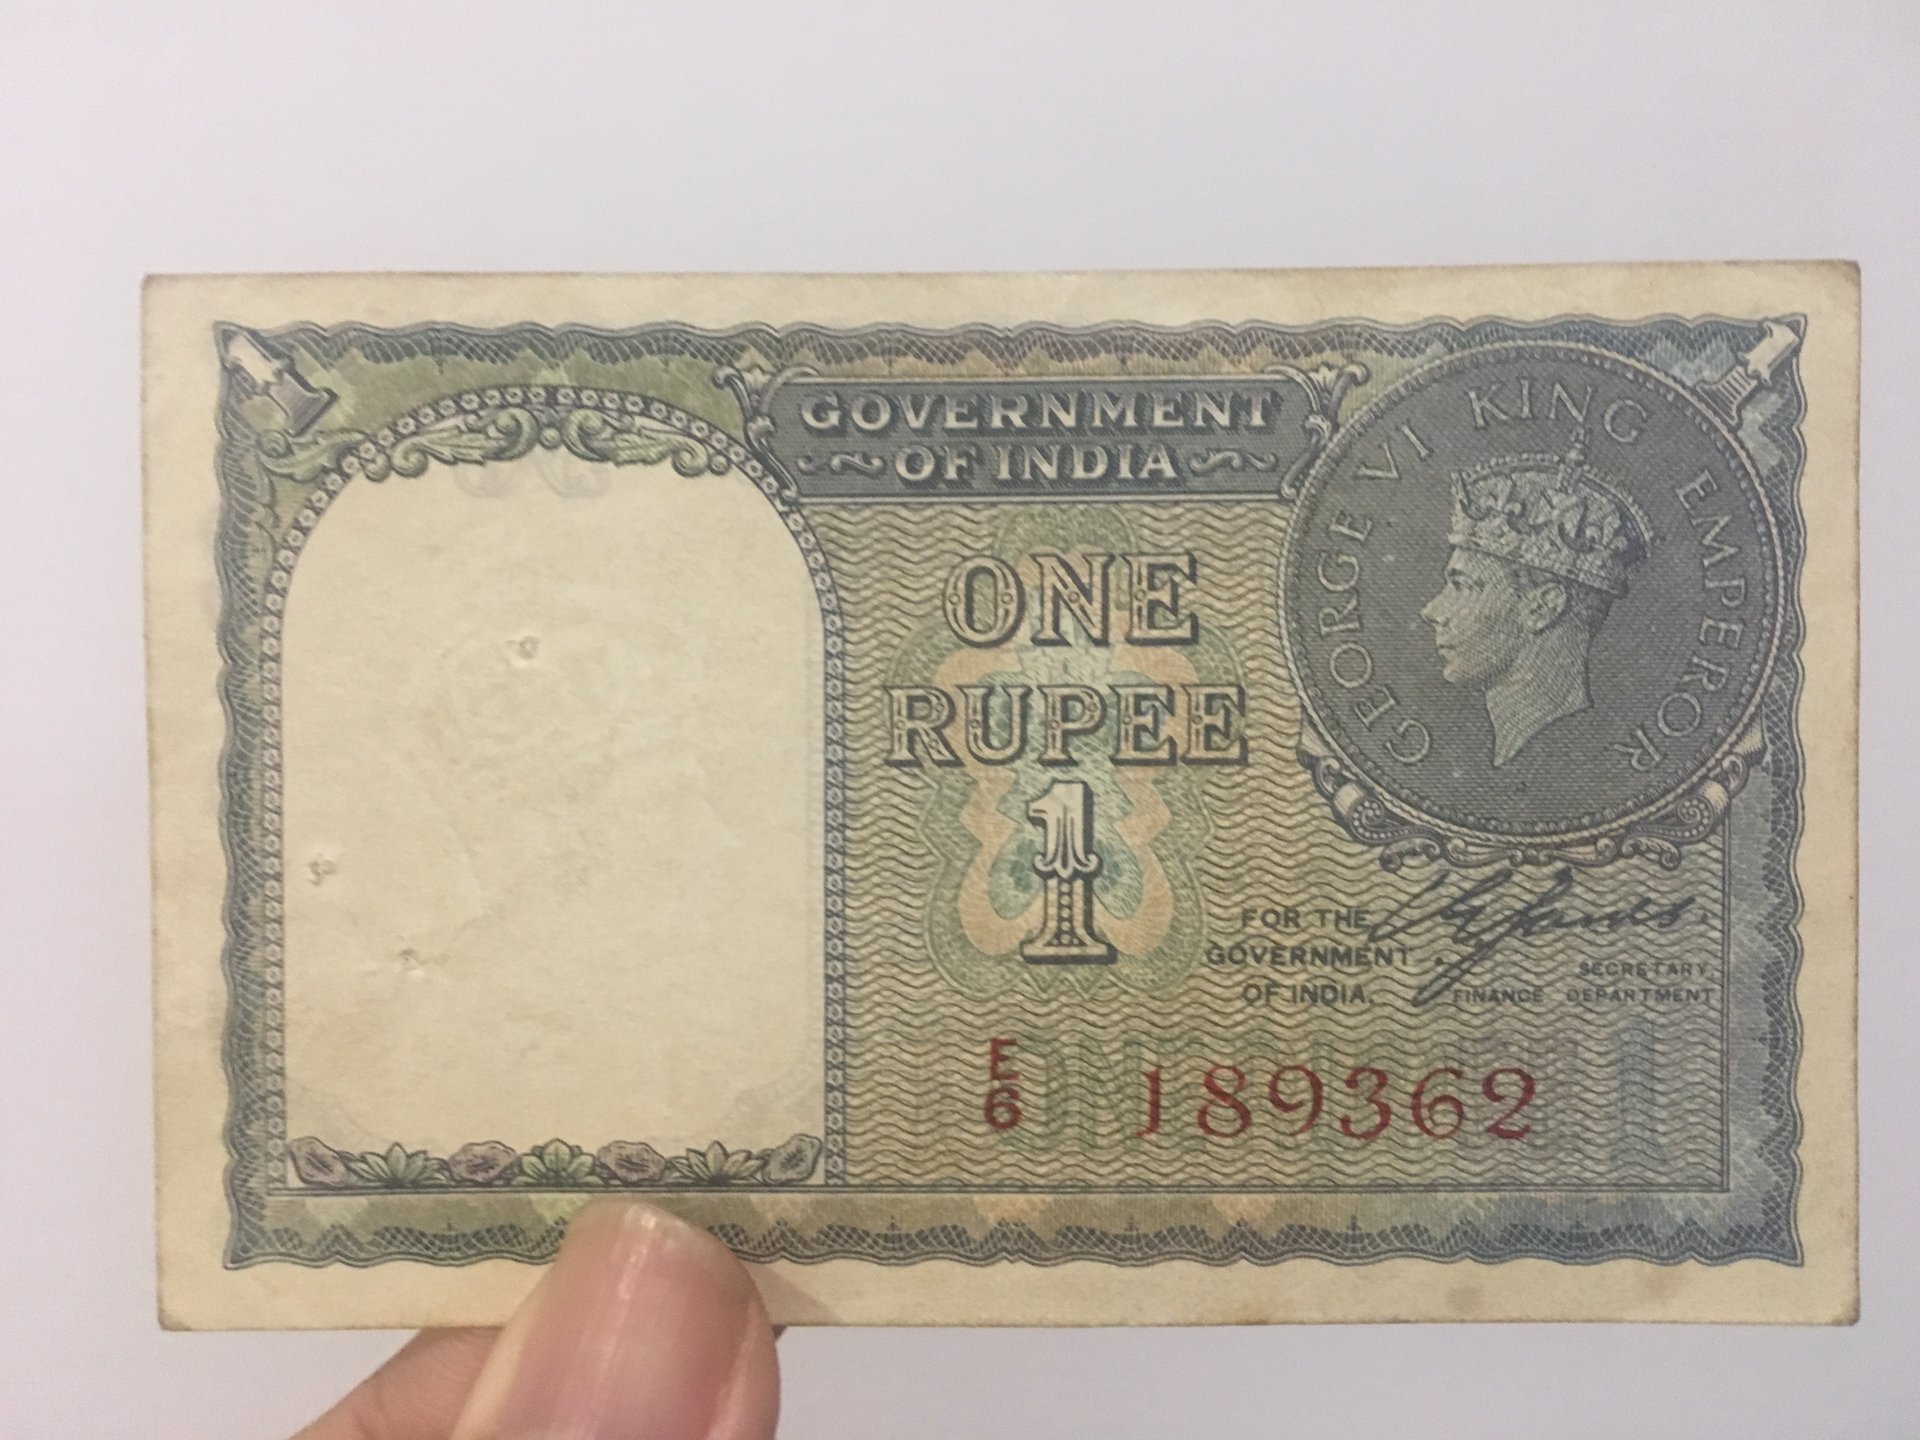 GOVERNMENT
OF INDIA
GEORGE VI KING EMPEROR
ONE
RUPEE
1
FOR THE
GOVERNMENT
OF INDIA.
SECRETARY,
FINANCE DEPARTMENT
E
6 189362